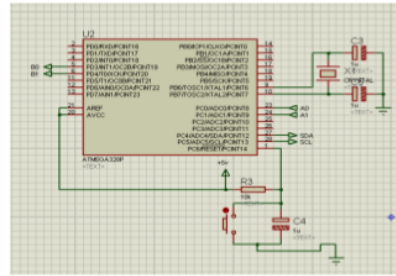 U2
PD0/RXD/PCINT16
PD1/TXD/PCINT17
PD2/INT0/PCINT18
PD3/INT1/OC2B/PCINT19
PD4/T0/XCK/PCINT20
PD5/T1/OC0B/PCINT21
PD6/AIN0/OC0A/PCINT22
PD7/AIN1/PCINT23
AREF
AVCC
PB0/ICP1/CLKO/PCINT0
PB1/OC1A/PCINT1
PB2/SS/OC1B/PCINT2
PB3/MOSI/OC2A/PCINT3
PB4/MISO/PCINT4
PB5/SCK/PCINT5
PB6/TOSC1/XTAL1/PCINT6
PB7/TOSC2/XTAL2/PCINT7
PC0/ADC0/PCINT8
PC1/ADC1/PCINT9
PC2/ADC2/PCINT10
PC3/ADC3/PCINT11
PC4/ADC4/SDA/PCINT12
PC5/ADC5/SCL/PCINT13
PC6/RESET/PCINT14
ATMEGA328P
<TEXT>
B0
B1
A0
A1
SDA
SCL
C3
1u
X1
CRYSTAL
1u
+5v
R3
10k
C4
1u